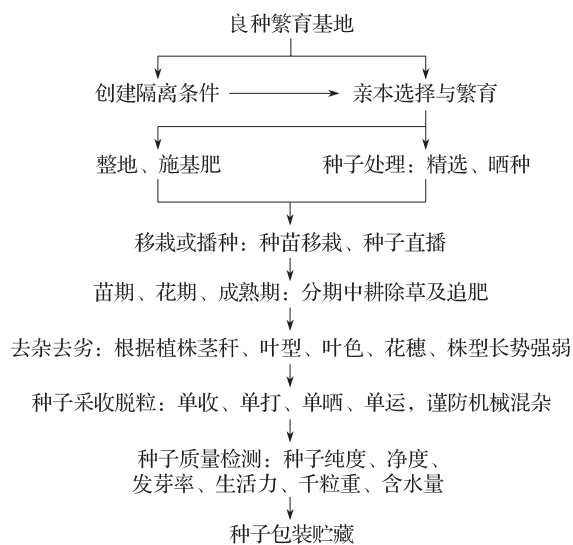 良种繁育基地
创建隔离条件
亲本选择与繁育
整地、施基肥
种子处理：精选、晒种
移栽或播种：种苗移栽、种子直播
苗期、花期、成熟期：分期中耕除草及追肥
去杂去劣：根据植株茎秆、叶型、叶色、花穗、株型长势强弱
种子采收脱粒：单收、单打、单晒、单运，谨防机械混杂
种子质量检测：种子纯度、净度、
发芽率、生活力、千粒重、含水量
种子包装贮藏